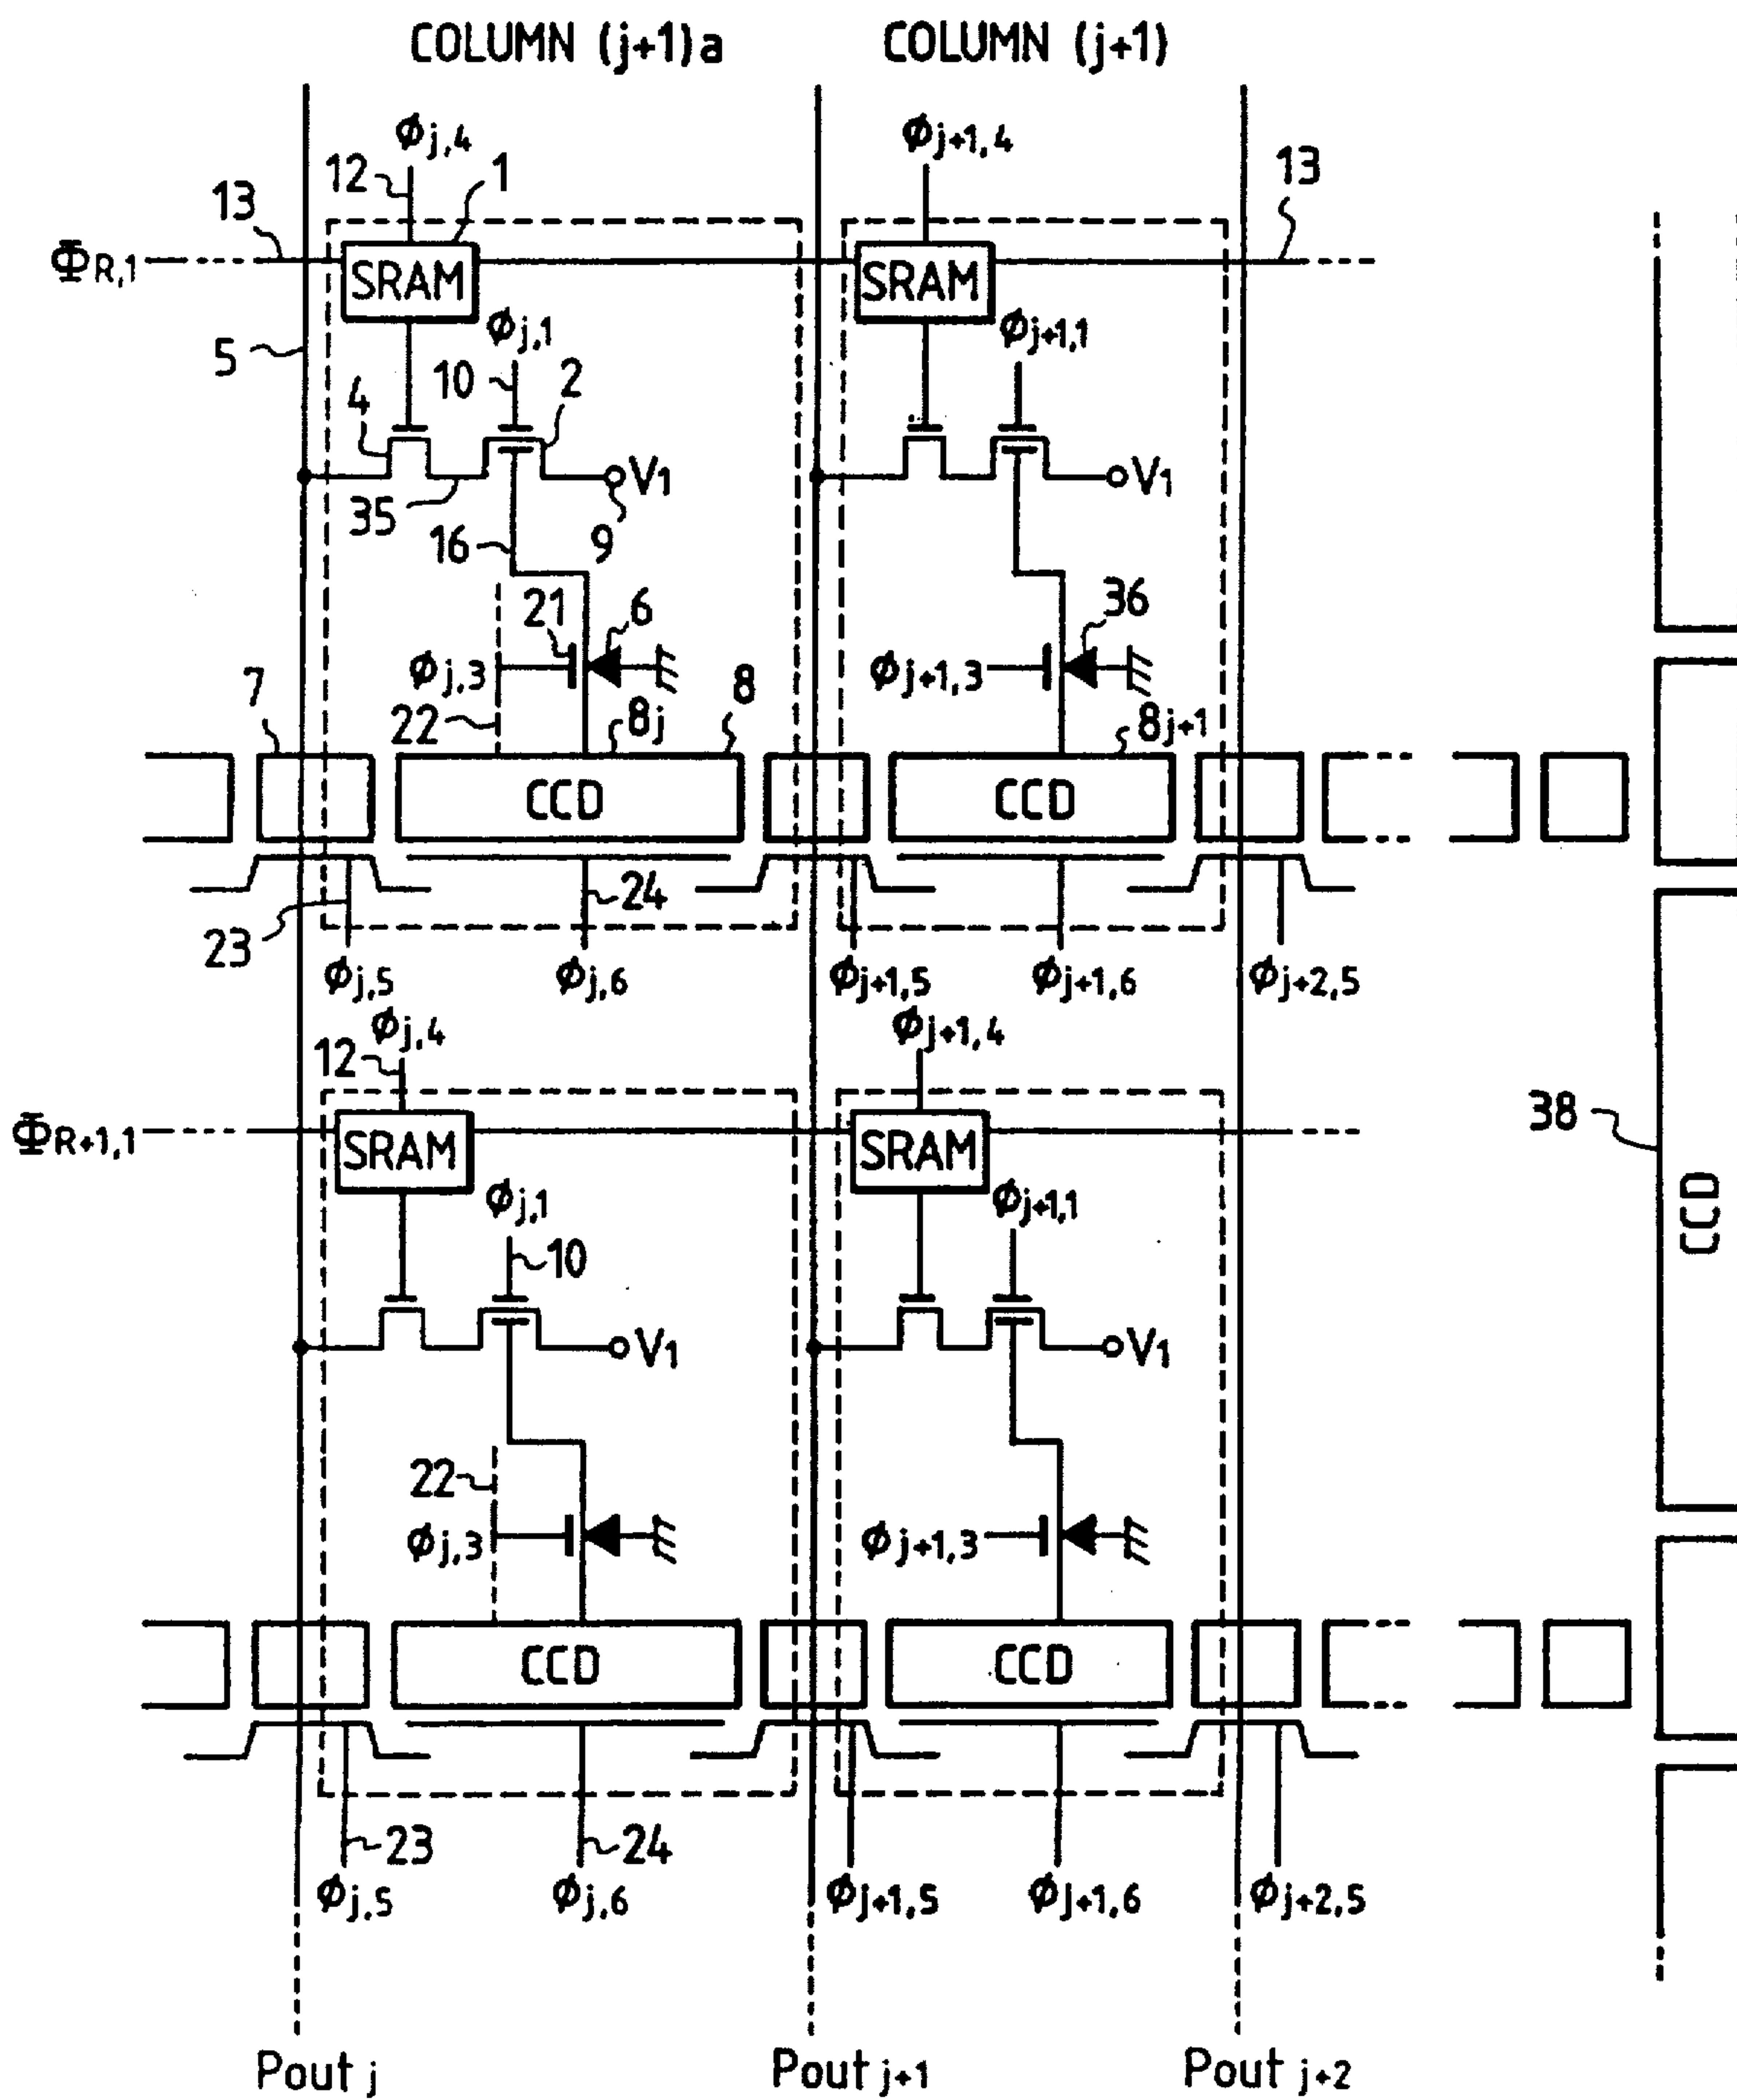 COLUMN (j+1)a COLUMN (j+1)
ϕj,4 ϕj+1,4
12 1 13
13
ΦR,1 SRAM SRAM
ϕj,1 ϕj+1,1
5 10 2
4
V1 V1
35
16 9
21 6 36
ϕj,3 ϕj+1,3
7 22 8j 8 8j+1
CCD CCD
24
23
ϕj,5 ϕj,6 ϕj+1,5 ϕj+1,6 ϕj+2,5
ϕj,4 ϕj+1,4
12
ΦR+1,1 SRAM SRAM 38
ϕj,1 ϕj+1,1 CCD
10
V1 V1
22
ϕj,3 ϕj+1,3
CCD CCD
23 24
ϕj,5 ϕj,6 ϕj+1,5 ϕj+1,6 ϕj+2,5
Pout j Pout j+1 Pout j+2